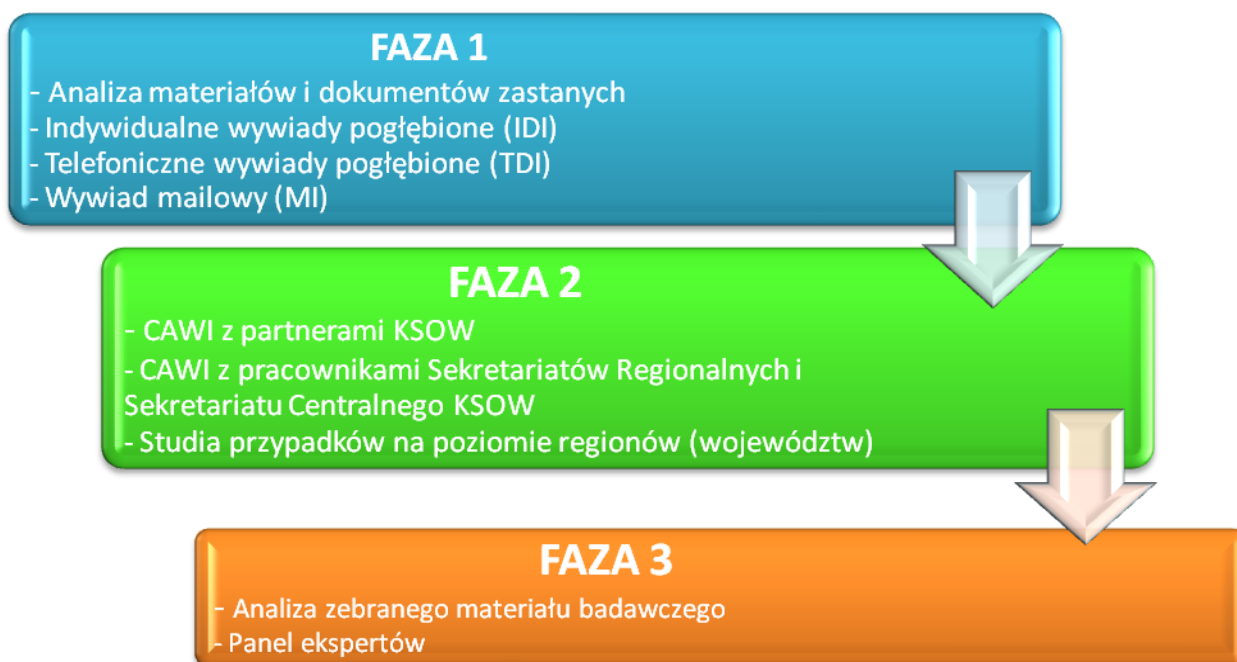 FAZA 1
- Analiza materiałów i dokumentów zastanych
- Indywidualne wywiady pogłębione (IDI)
- Telefoniczne wywiady pogłębione (TDI)
- Wywiad mailowy (MI)
FAZA 2
- CAWI z partnerami KSOW
- CAWI z pracownikami Sekretariatów Regionalnych i
Sekretariatu Centralnego KSOW
- Studia przypadków na poziomie regionów (województw)
FAZA 3
- Analiza zebranego materiału badawczego
- Panel ekspertów